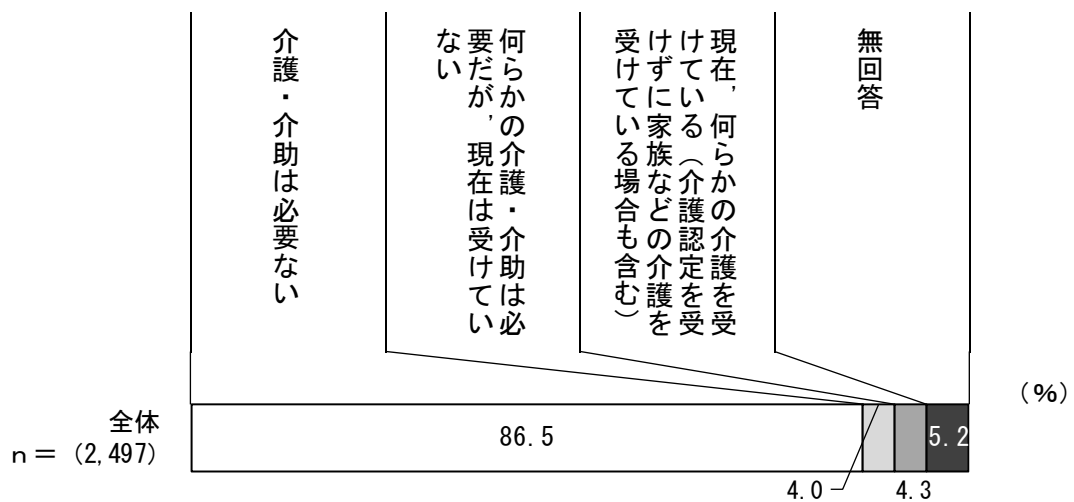 介護・介助は必要ない
何らかの介護・介助は必
要だが，現在は受けてい
ない
現在，何らかの介護を受
けている（介護認定を受
けずに家族などの介護を
受けている場合も含む）
無回答
（％）
全体
ｎ＝（2,497）
86.5
5.2
4.0
4.3